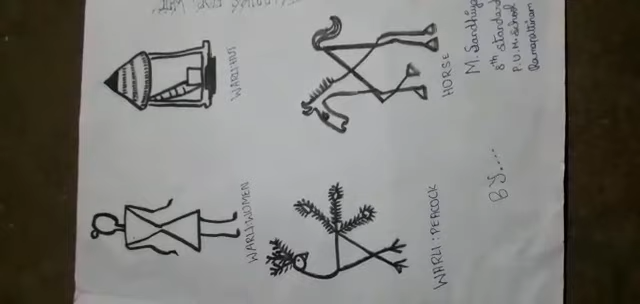 WARLI HUT
HORSE
WARLI WOMEN
WARLI : PEACOCK
BY....
M. Sandhiya
8th standard
P.U.M. School